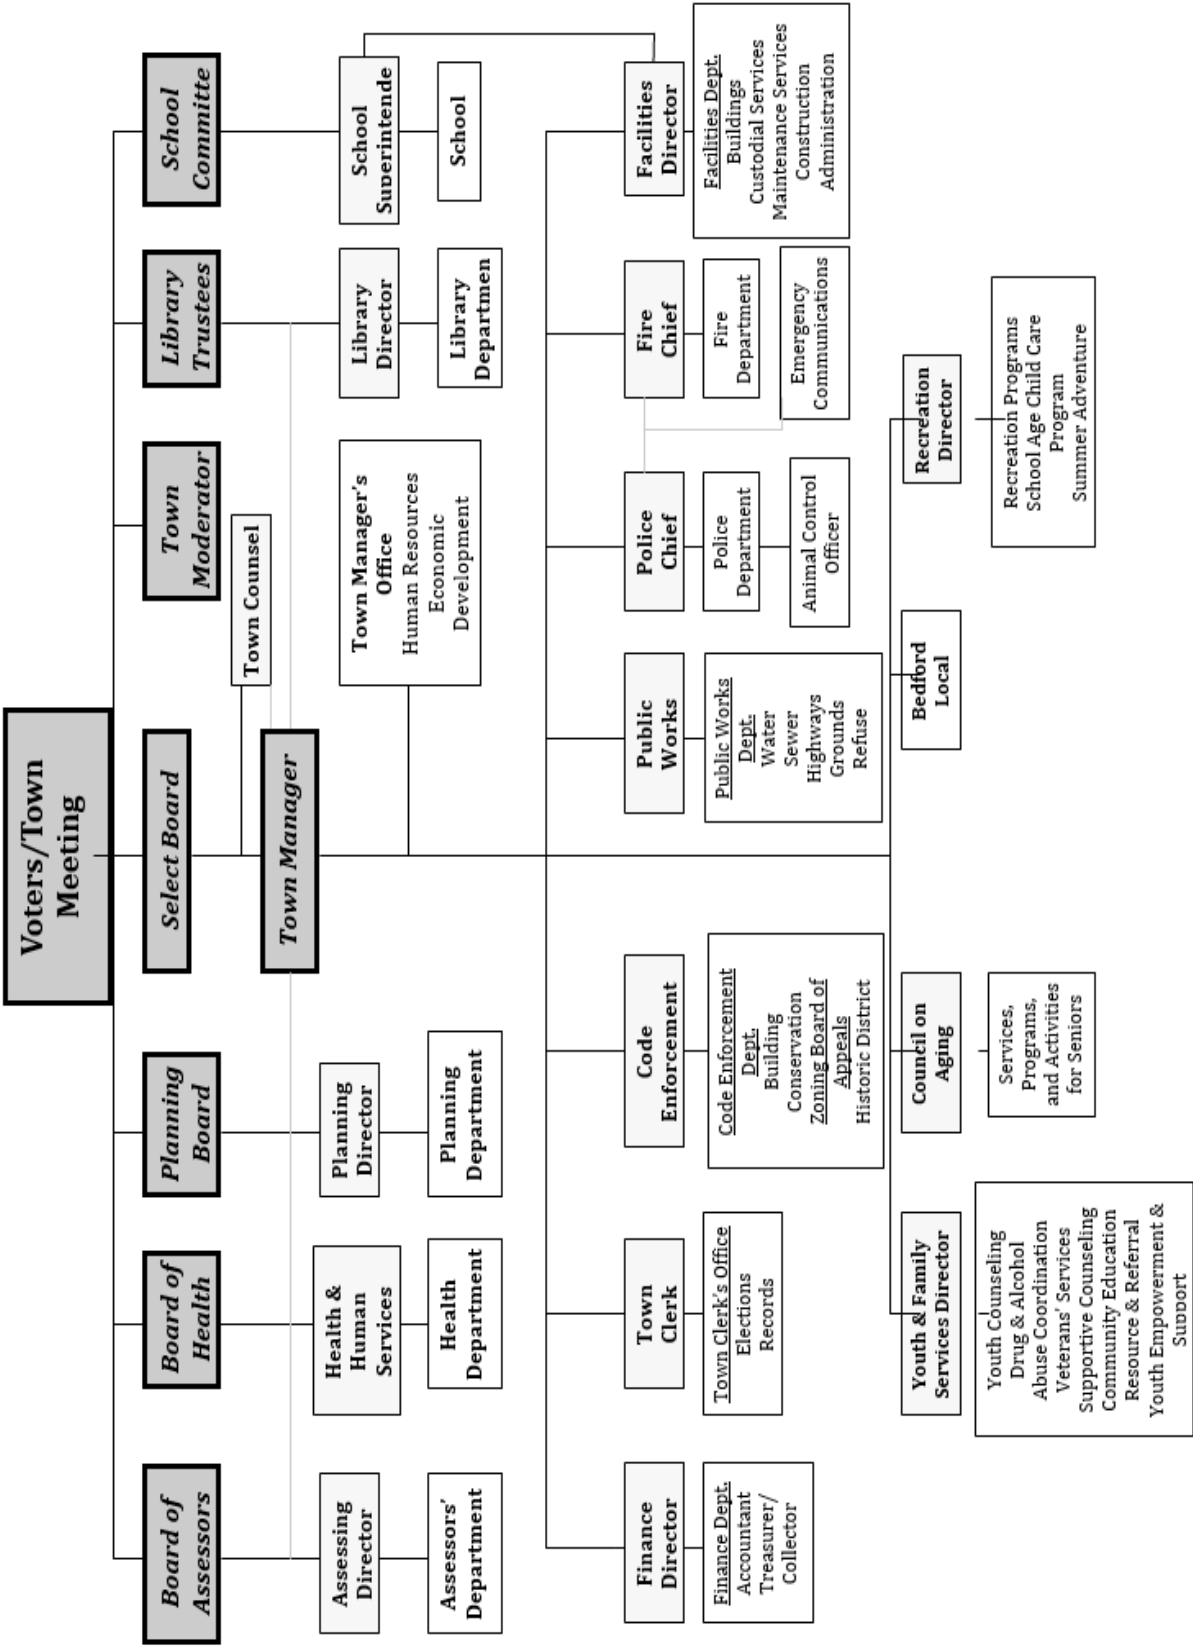 Voters/Town
Meeting
Board of
Assessors
Board of
Health
Planning
Board
Select Board
Town
Moderator
Library
Trustees
School
Committe
Town Counsel
Town Manager
Assessing
Director
Health &
Human
Services
Planning
Director
Town Manager's
Office
Human Resources
Economic
Development
Library
Director
School
Superintende
Assessors'
Department
Health
Department
Planning
Department
Library
Departmen
School
Finance
Director
Town
Clerk
Code
Enforcement
Public
Works
Police
Chief
Fire
Chief
Facilities
Director
Finance Dept.
Accountant
Treasurer/
Collector
Town Clerk's Office
Elections
Records
Code Enforcement
Dept.
Building
Conservation
Zoning Board of
Appeals
Historic District
Public Works
Dept.
Water
Sewer
Highways
Grounds
Refuse
Police
Department
Animal Control
Officer
Fire
Department
Emergency
Communications
Facilities Dept.
Buildings
Custodial Services
Maintenance Services
Construction
Administration
Youth & Family
Services Director
Council on
Aging
Bedford
Local
Recreation
Director
Youth Counseling
Drug & Alcohol
Abuse Coordination
Veterans' Services
Supportive Counseling
Community Education
Resource & Referral
Youth Empowerment &
Support
Services,
Programs,
and Activities
for Seniors
Recreation Programs
School Age Child Care
Program
Summer Adventure